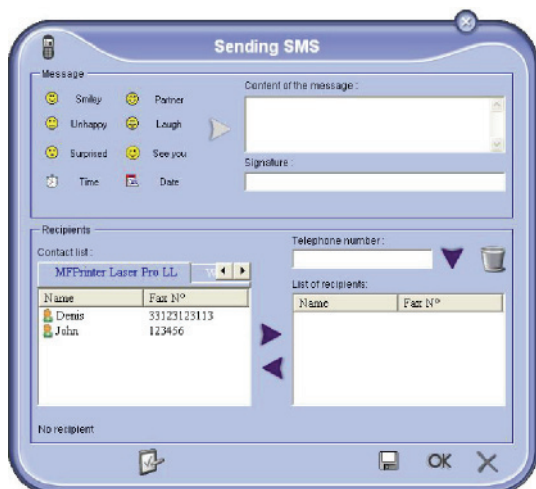 Sending SMS
Message
Smiley Partner
Unhappy Laugh
Surprised See you
Time Date
Content of the message :
Signature :
Recipients
Contact list :
MFPrinter Laser Pro LL
Name Fax Nº
Denis 33123123113
John 123456
No recipient
Telephone number :
List of recipients:
Name Fax Nº
OK